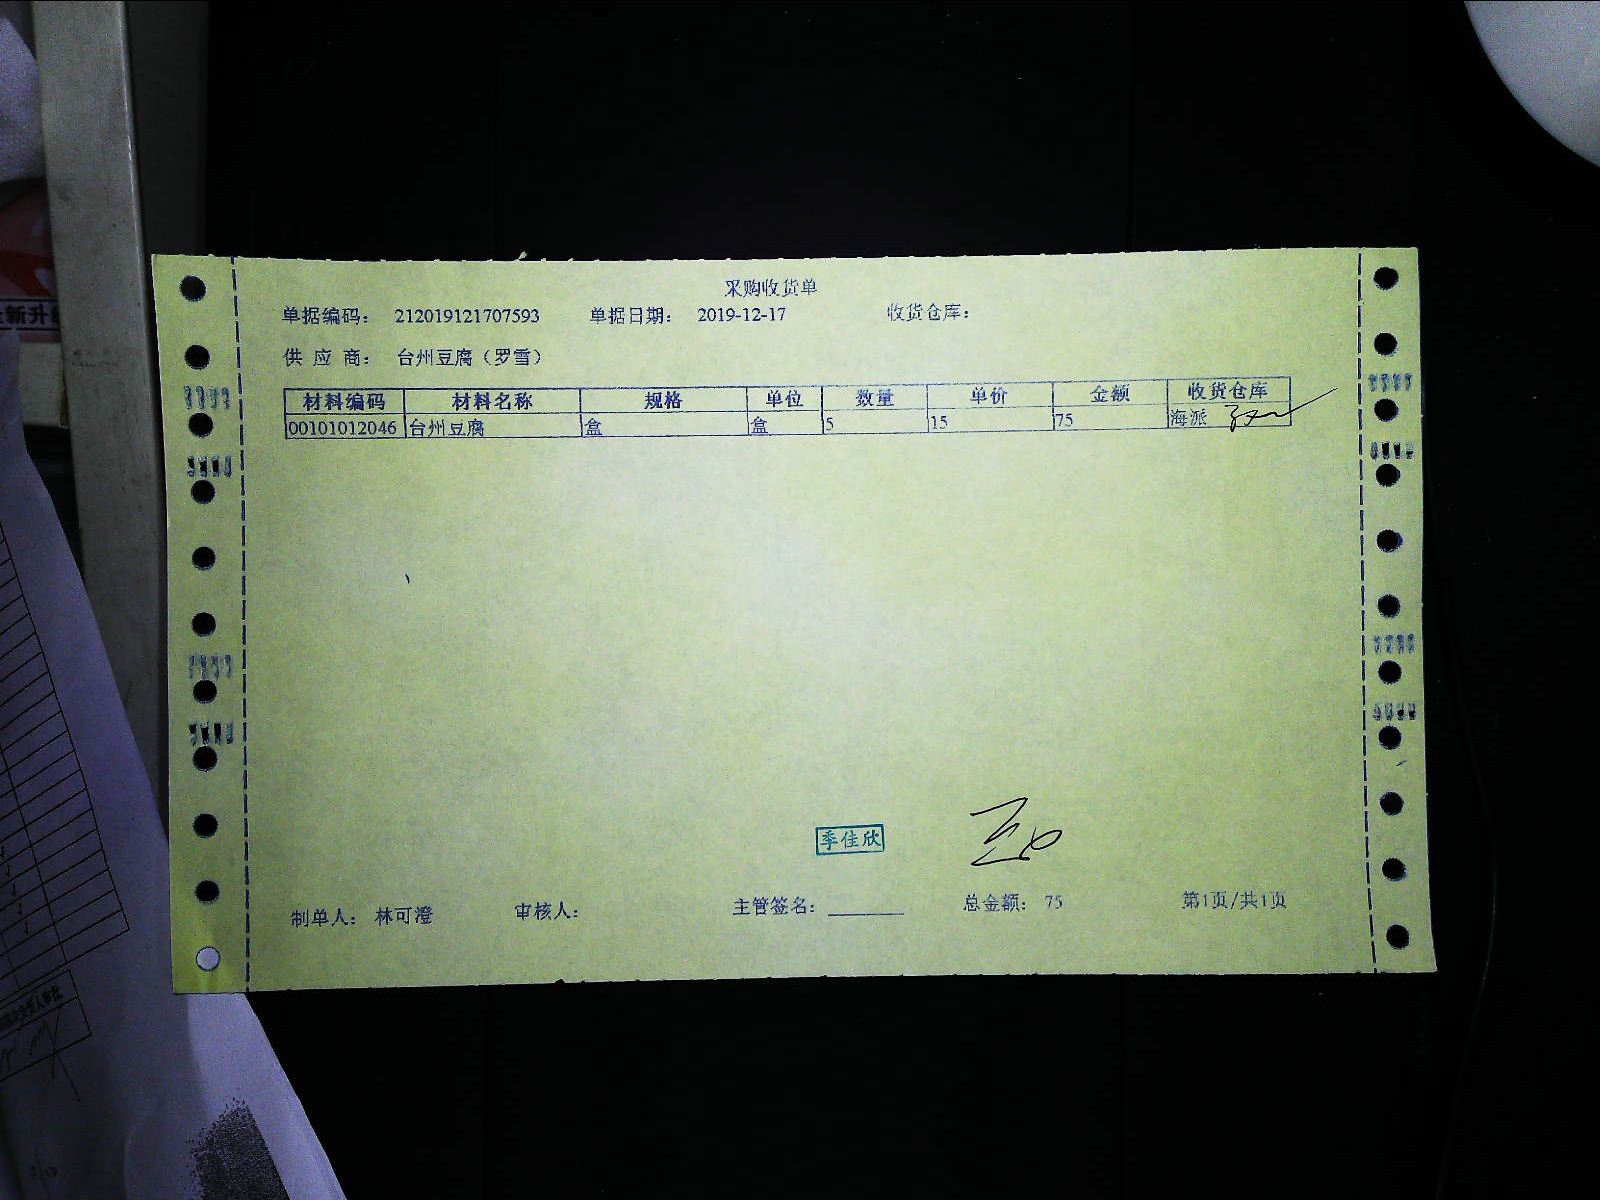 采购收货单
单据编码： 212019121707593 单据日期： 2019-12-17 收货仓库：
供 应 商： 台州豆腐（罗雪）
材料编码 材料名称 规格 单位 数量 单价 金额 收货仓库
00101012046 台州豆腐 盒 盒 5 15 75 海派
季佳欣
制单人： 林可澄 审核人： 主管签名： 总金额： 75 第1页/共1页
新升